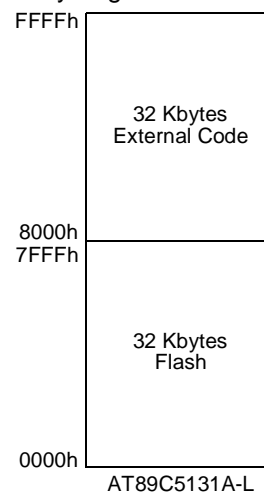 FFFFh
32 Kbytes
External Code
8000h
7FFFh
32 Kbytes
Flash
0000h
AT89C5131A-L